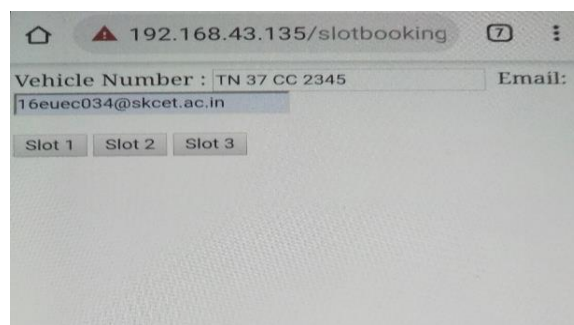 192.168.43.135/slotbooking 7
Vehicle Number : TN 37 CC 2345 Email:
16euec034@skcet.ac.in
Slot 1 Slot 2 Slot 3